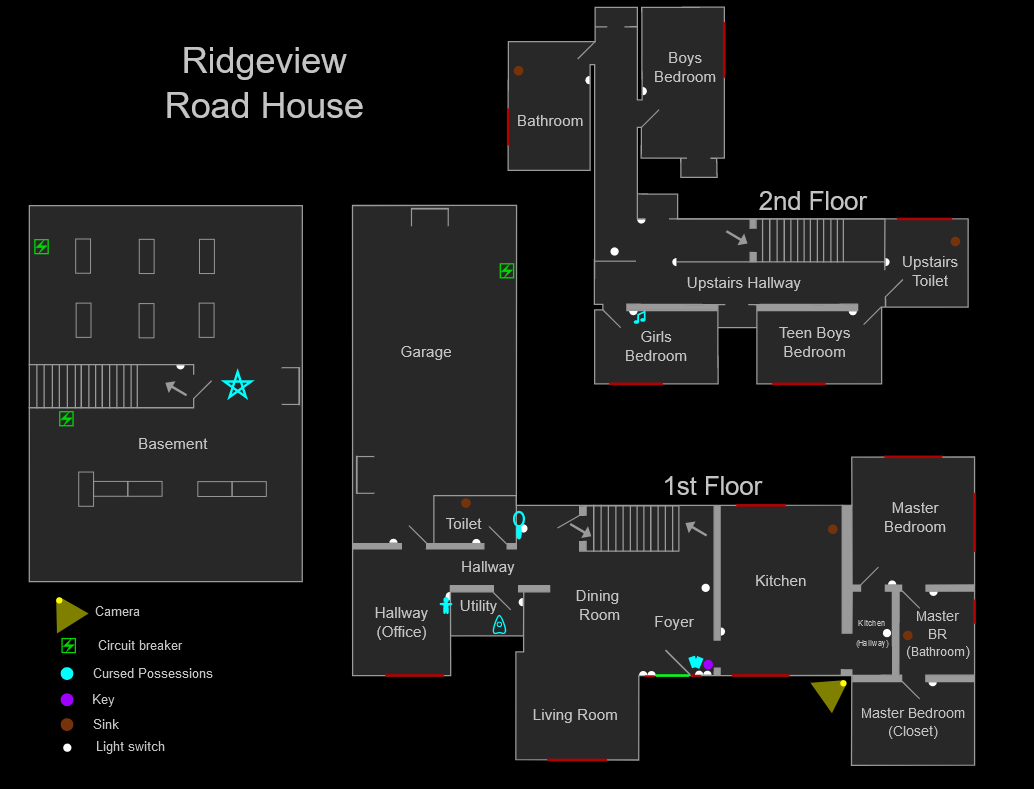 Ridgeview
Road House
Boys
Bedroom
Bathroom
2nd Floor
Upstairs
Toilet
Upstairs Hallway
Girls
Bedroom
Teen Boys
Bedroom
Garage
Basement
1st Floor
Master
Bedroom
Toilet
Hallway
Kitchen
Dining
Room
Utility
Hallway
(Office)
Foyer
Kitchen
(Hallway)
Master
BR
(Bathroom)
Living Room
Master Bedroom
(Closet)
Camera
Circuit breaker
Cursed Possessions
Key
Sink
Light switch